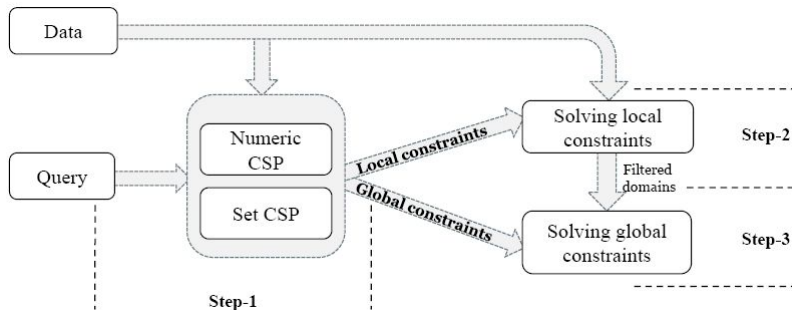 Data
Numeric
CSP
Set CSP
Query
Local constraints
Global constraints
Solving local
constraints
Step-2
Filtered
domains
Solving global
constraints
Step-3
Step-1